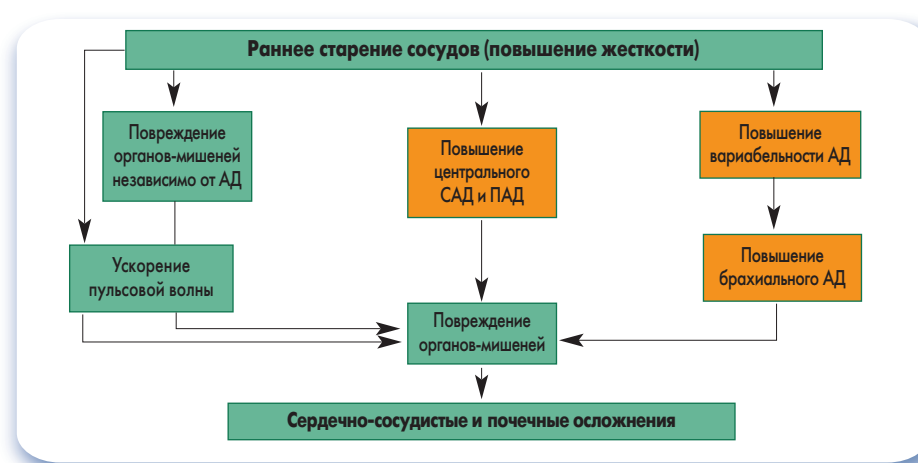 Раннее старение сосудов (повышение жесткости)
Повреждение
органов-мишеней
независимо от АД
Повышение
центрального
САД и ПАД
Повышение
вариабельности АД
Ускорение
пульсовой волны
Повышение
брахиального АД
Повреждение
органов-мишеней
Сердечно-сосудистые и почечные осложнения